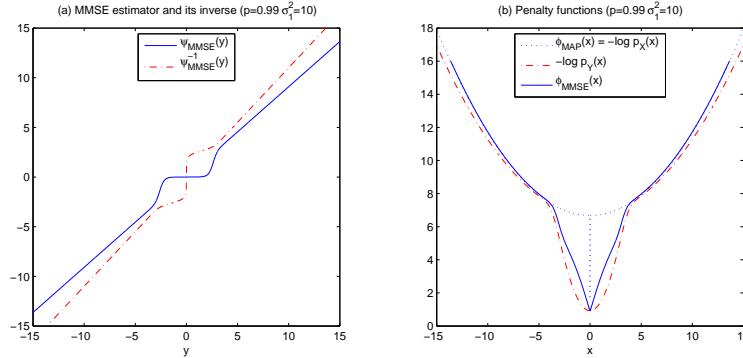 (a) MMSE estimator and its inverse (p=0.99 σ₁²=10)
ψ_MMSE(y)
ψ⁻¹_MMSE(y)
15
10
5
0
−5
−10
−15
−15 −10 −5 0 5 10 15
y
(b) Penalty functions (p=0.99 σ₁²=10)
ϕ_MAP(x) = −log p_X(x)
−log p_Y(x)
ϕ_MMSE(x)
18
16
14
12
10
8
6
4
2
0
−15 −10 −5 0 5 10 15
x